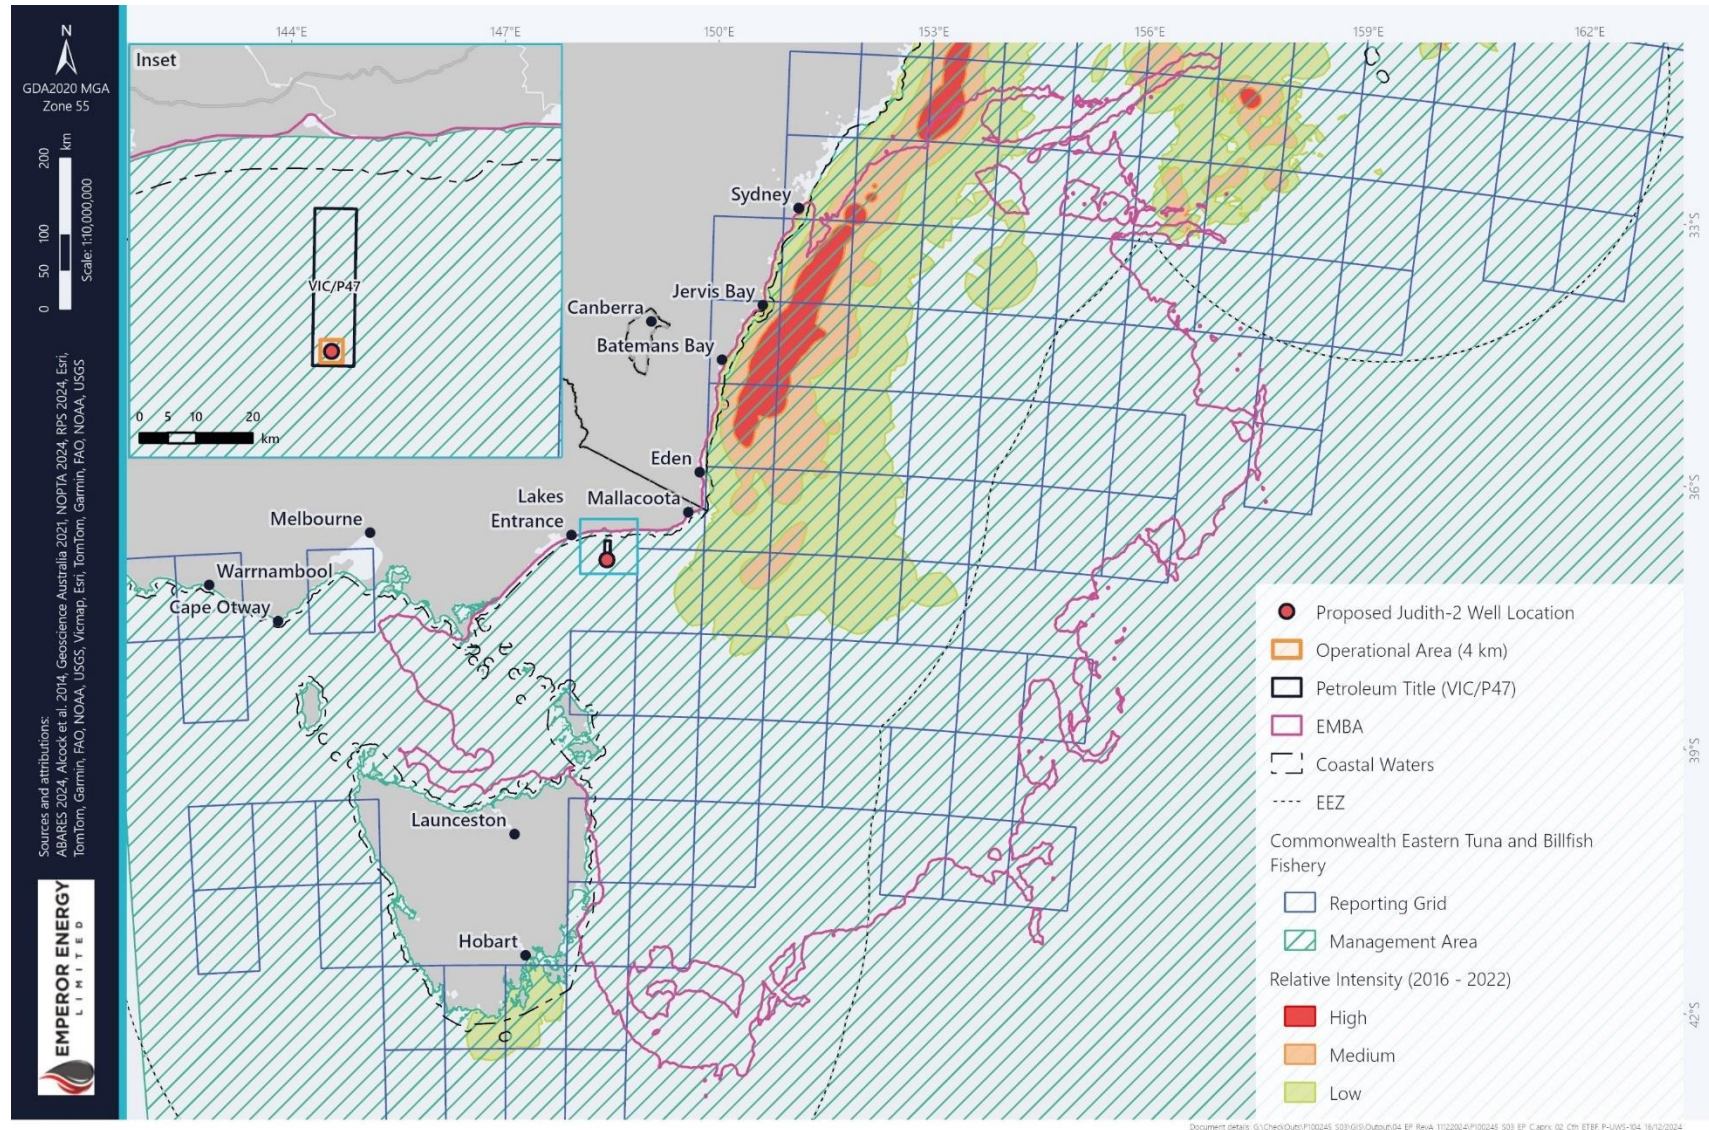 144°E
147°E
150°E
153°E
156°E
159°E
162°E
N
GDA2020 MGA
Zone 55
0
50
100
200
km
Scale: 1:10,000,000
Sources and attributions:
ABARES 2024, Alcock et al. 2014, Geoscience Australia 2021, NOPTA 2024, RPS 2024, Esri,
TomTom, Garmin, FAO, NOAA, USGS, Vicmap, Esri, TomTom, Garmin, FAO, NOAA, USGS
EMPEROR ENERGY
LIMITED
Inset
VIC/P47
0
5
10
20
km
Sydney
Jervis Bay
Canberra
Batemans Bay
Eden
Mallacoota
Lakes
Entrance
Melbourne
Warrnambool
Cape Otway
Launceston
Hobart
33°S
36°S
39°S
42°S
Proposed Judith-2 Well Location
Operational Area (4 km)
Petroleum Title (VIC/P47)
EMBA
Coastal Waters
EEZ
Commonwealth Eastern Tuna and Billfish
Fishery
Reporting Grid
Management Area
Relative Intensity (2016 - 2022)
High
Medium
Low